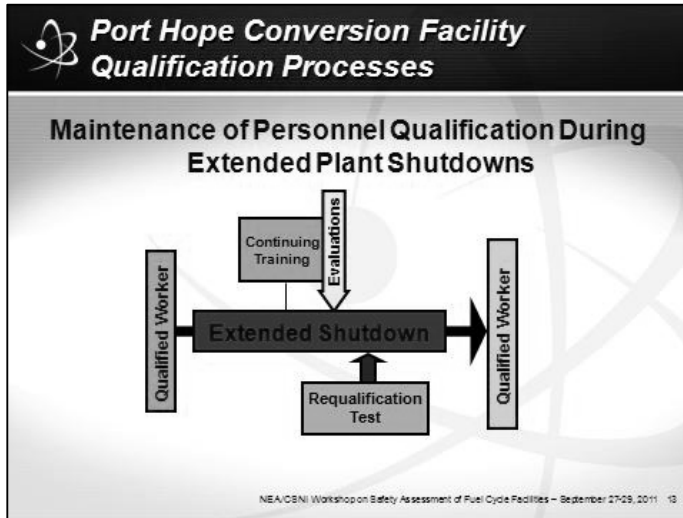 Port Hope Conversion Facility
Qualification Processes
Maintenance of Personnel Qualification During
Extended Plant Shutdowns
Continuing
Training
Evaluations
Qualified Worker
Extended Shutdown
Qualified Worker
Requalification
Test
NEA/CSNI Workshop on Safety Assessment of Fuel Cycle Facilities – September 27-29, 2011 13